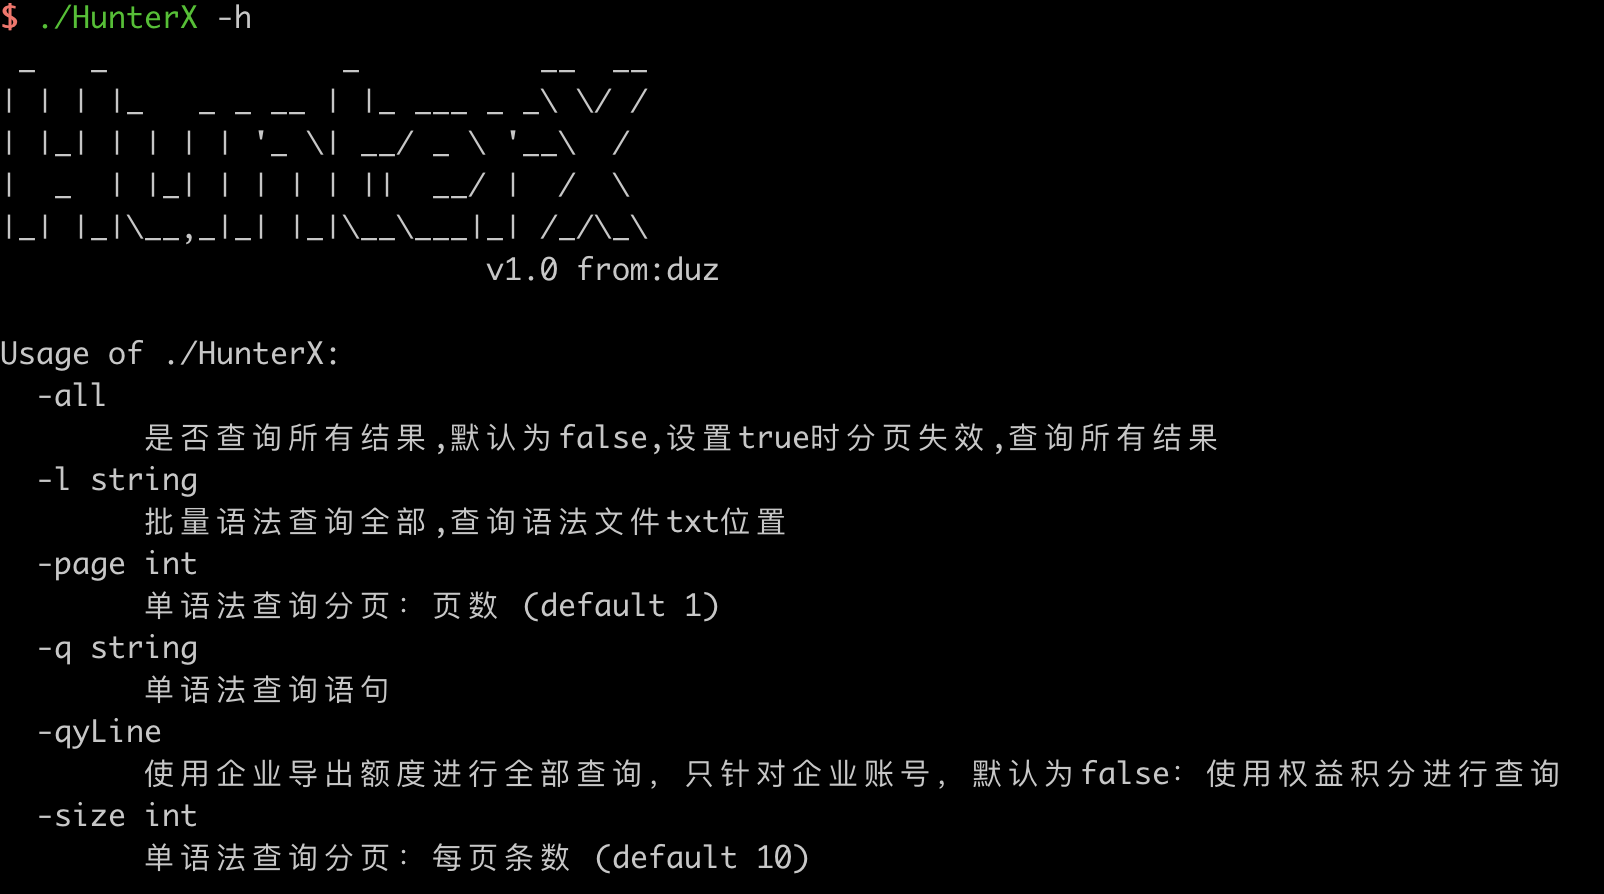 $ ./HunterX -h
 _   _             _          __  __
| | | |_   _ _ __ | |_ ___ _ _\ \/ /
| |_| | | | | '_ \| __/ _ \ '__\  /
|  _  | |_| | | | | ||  __/ |  /  \
|_| |_|\__,_|_| |_|\__\___|_| /_/\_\
                           v1.0 from:duz
Usage of ./HunterX:
  -all
        是否查询所有结果,默认为false,设置true时分页失效,查询所有结果
  -l string
        批量语法查询全部,查询语法文件txt位置
  -page int
        单语法查询分页：页数 (default 1)
  -q string
        单语法查询语句
  -qyLine
        使用企业导出额度进行全部查询，只针对企业账号，默认为false：使用权益积分进行查询
  -size int
        单语法查询分页：每页条数 (default 10)